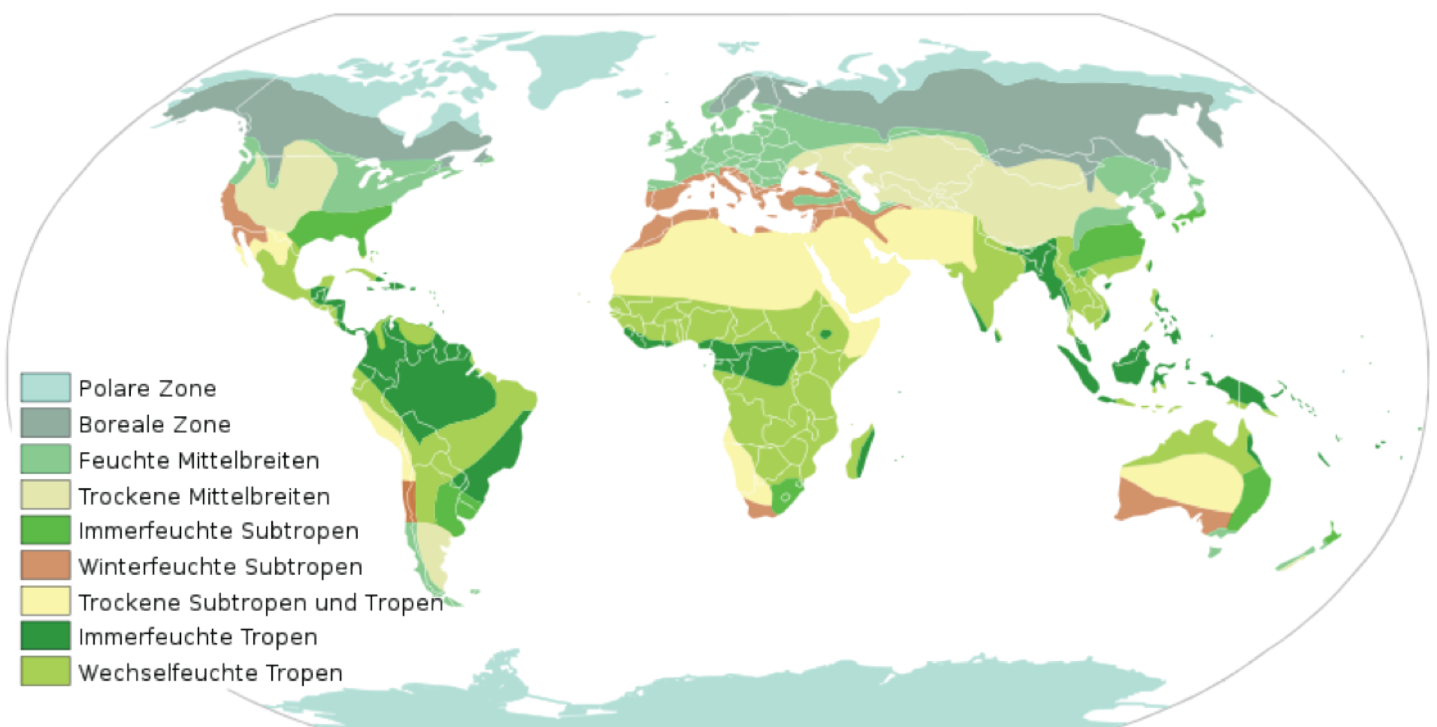 Polare Zone
Boreale Zone
Feuchte Mittelbreiten
Trockene Mittelbreiten
Immerfeuchte Subtropen
Winterfeuchte Subtropen
Trockene Subtropen und Tropen
Immerfeuchte Tropen
Wechselfeuchte Tropen